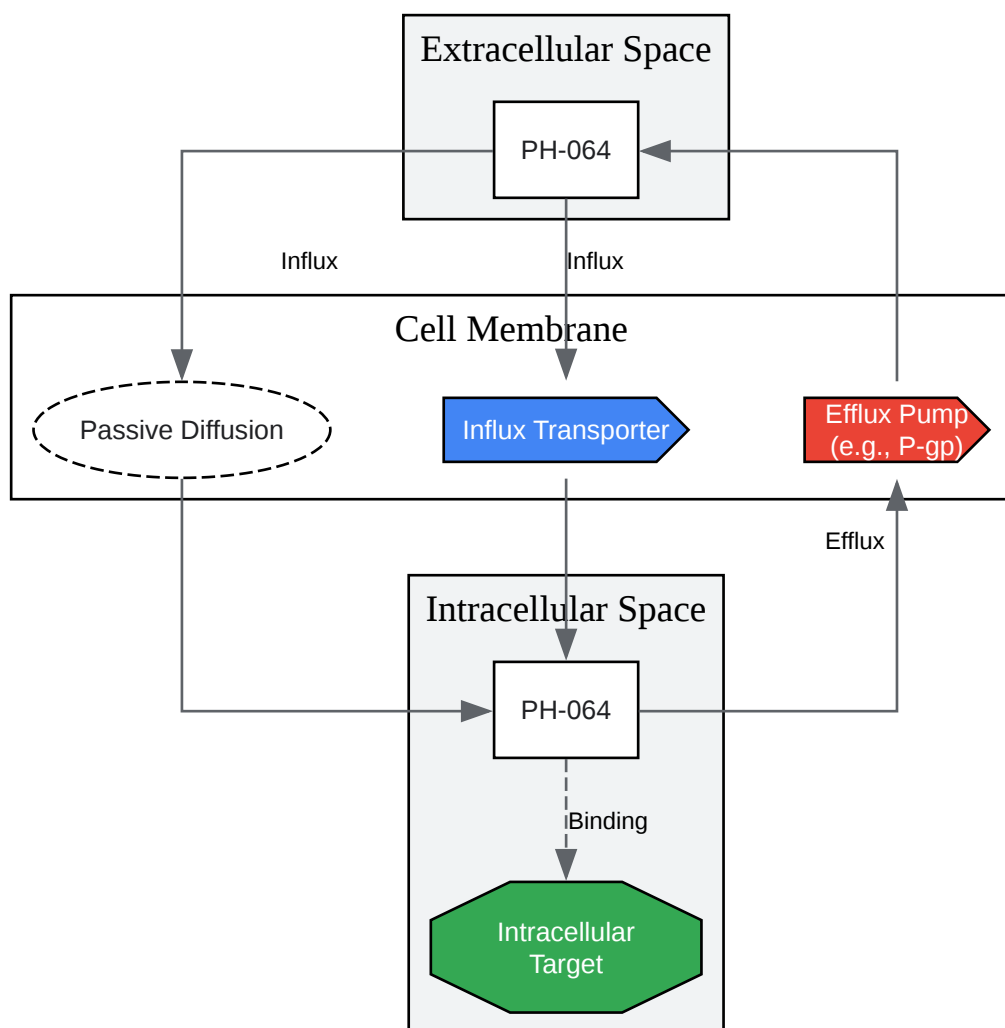 Extracellular Space
PH-064
Influx
Influx
Cell Membrane
Passive Diffusion
Influx Transporter
Efflux Pump
(e.g., P-gp)
Efflux
Intracellular Space
PH-064
Binding
Intracellular
Target